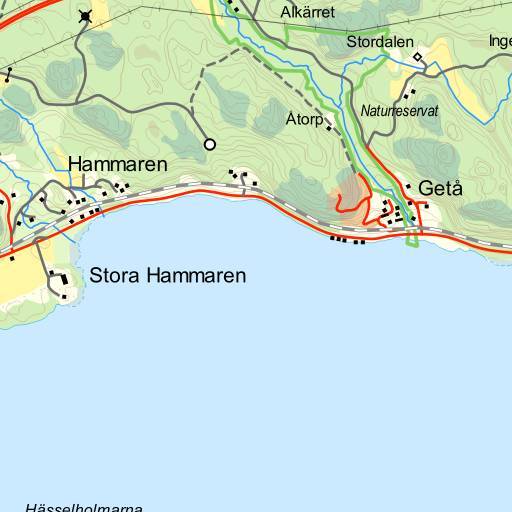 Alkärret
Stordalen
Inge
Naturreservat
Åtorp
Hammaren
Getå
Stora Hammaren
Hässelholmarna